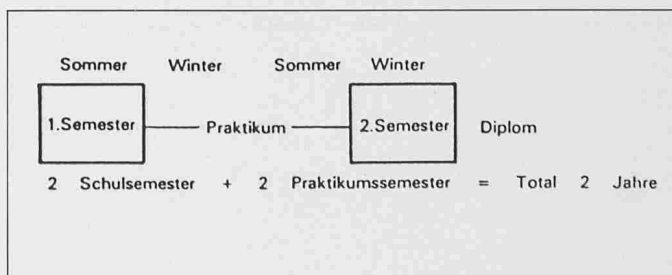 Sommer Winter Sommer Winter
1.Semester Praktikum 2.Semester Diplom
2 Schulsemester + 2 Praktikumssemester = Total 2 Jahre